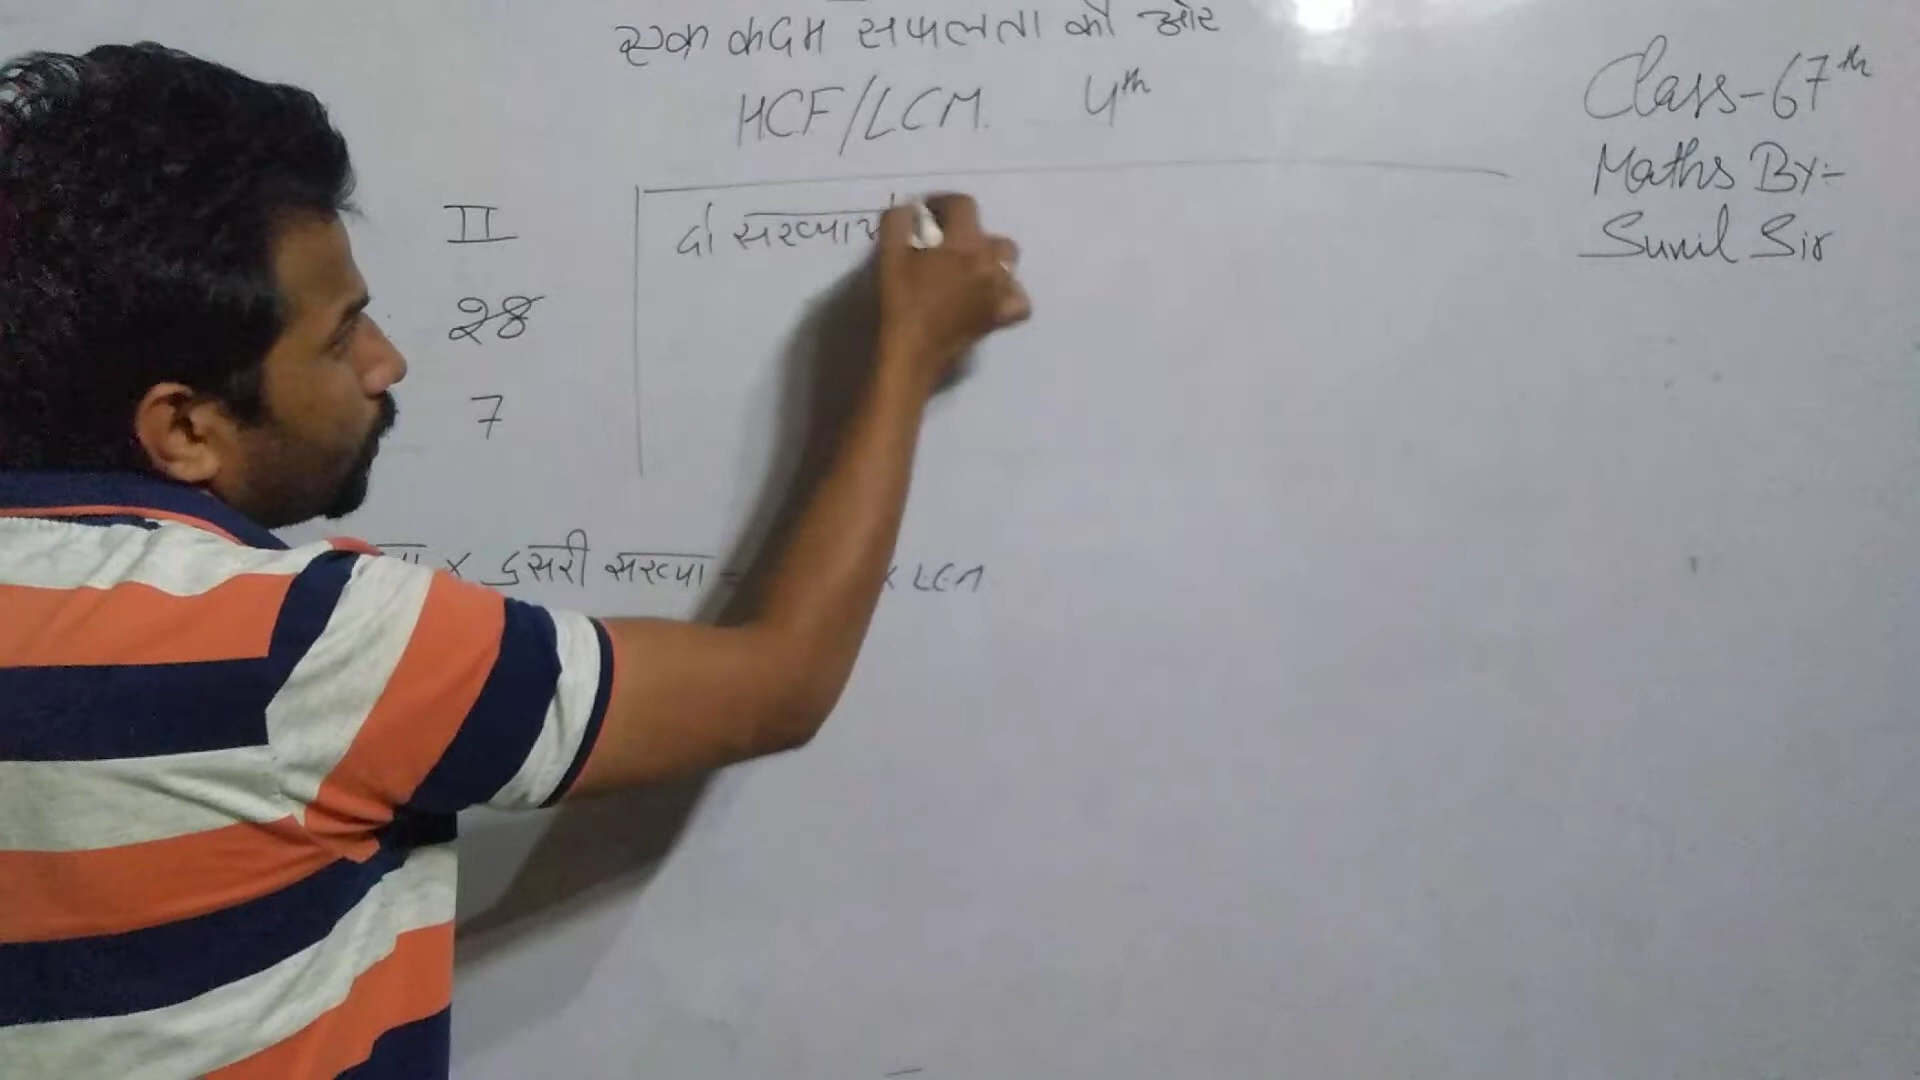 एक कदम सफलता की ओर
HCF/LCM 4th
Class-67th
Maths By:-
Sunil Sir
II
28
7
दो संख्याओं
x दुसरी संख्या = x LCM